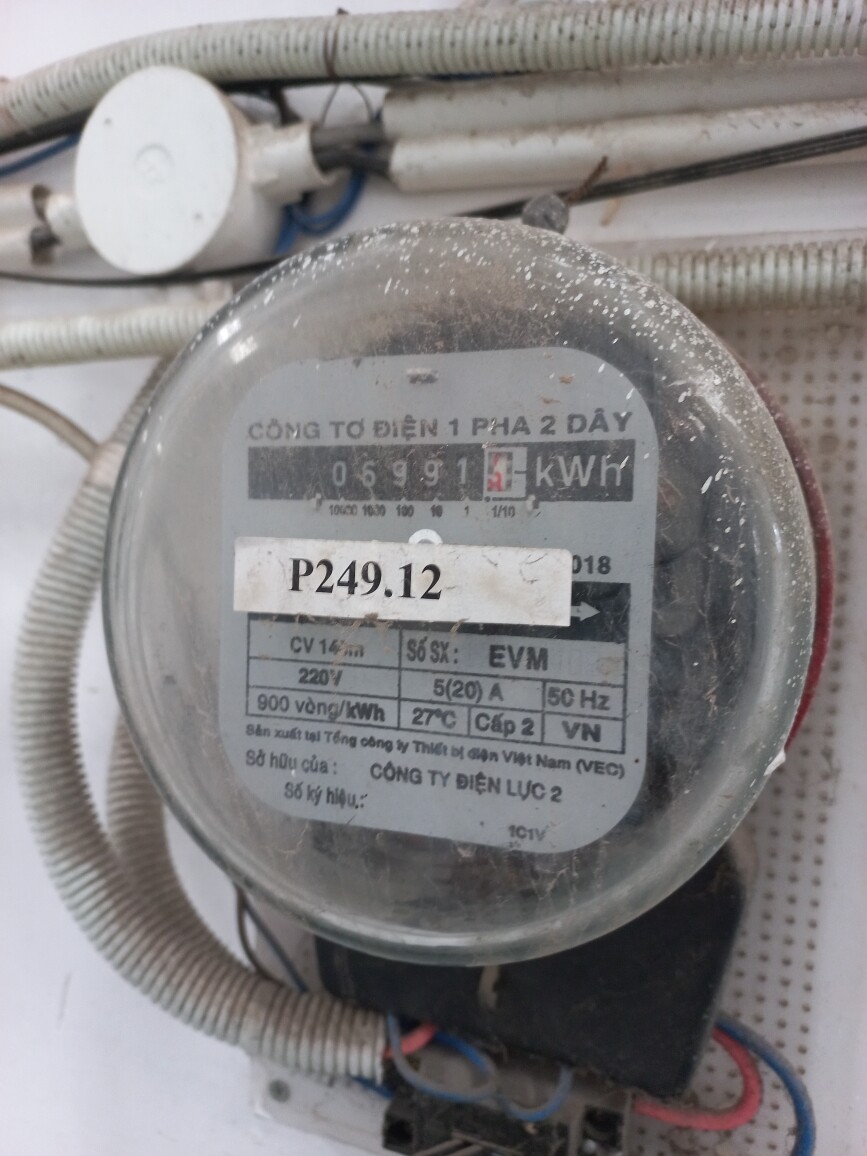 CÔNG TƠ ĐIỆN 1 PHA 2 DÂY
06991 kWh
10000 1000 100 10 1 1/10
P249.12
018
CV 140
Số SX: EVM
220V
5(20) A
50 Hz
900 vòng/kWh
27°C
Cấp 2
VN
Sản xuất tại Tổng công ty Thiết bị điện Việt Nam (VEC)
Sở hữu của: CÔNG TY ĐIỆN LỰC 2
Số ký hiệu.:
1C1V